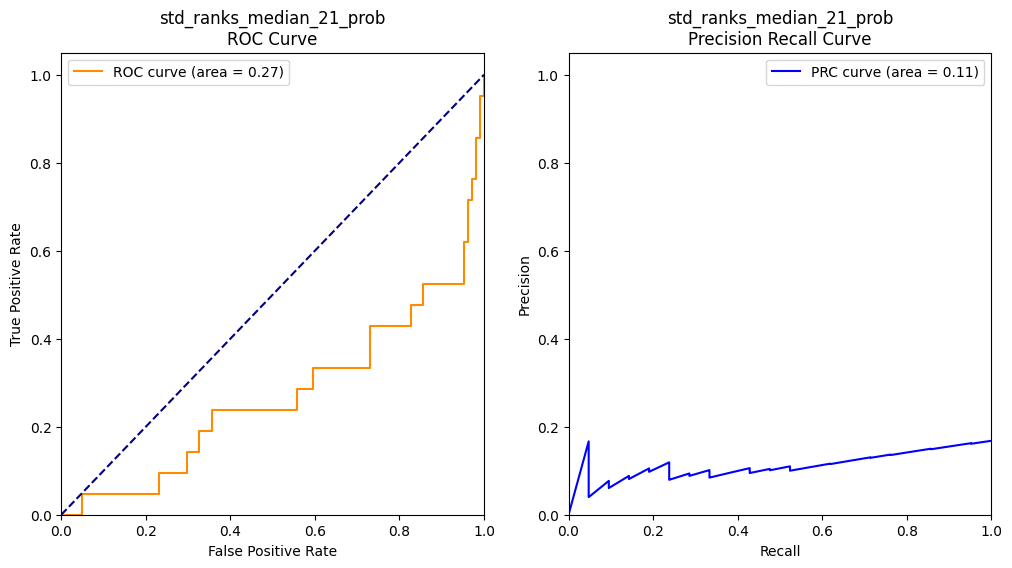 std_ranks_median_21_prob
ROC Curve
ROC curve (area = 0.27)
True Positive Rate
1.0
0.8
0.6
0.4
0.2
0.0
0.0 0.2 0.4 0.6 0.8 1.0
False Positive Rate
std_ranks_median_21_prob
Precision Recall Curve
PRC curve (area = 0.11)
Precision
1.0
0.8
0.6
0.4
0.2
0.0
0.0 0.2 0.4 0.6 0.8 1.0
Recall